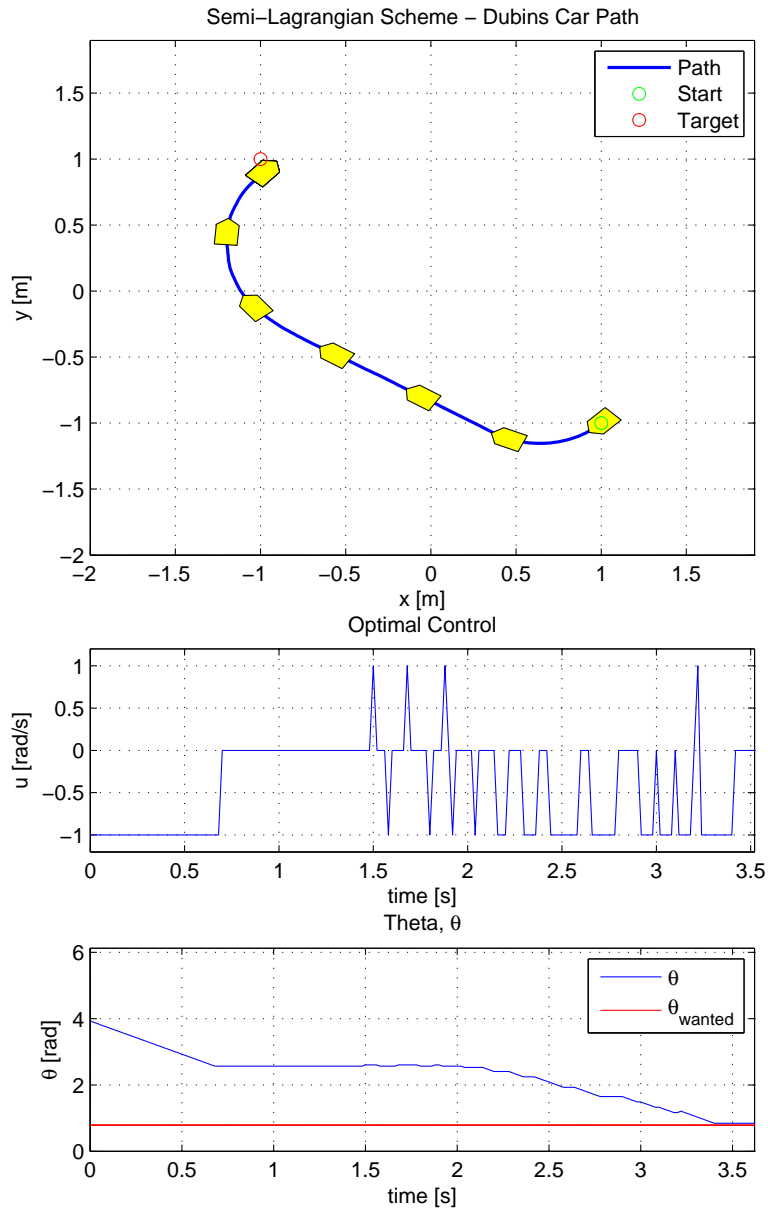 Semi−Lagrangian Scheme − Dubins Car Path
Path
Start
Target
1.5
1
0.5
0
−0.5
−1
−1.5
−2
y [m]
−2 −1.5 −1 −0.5 0 0.5 1 1.5
x [m]
Optimal Control
1
0.5
0
−0.5
−1
u [rad/s]
0 0.5 1 1.5 2 2.5 3 3.5
time [s]
Theta, θ
θ
θwanted
6
4
2
0
θ [rad]
0 0.5 1 1.5 2 2.5 3 3.5
time [s]